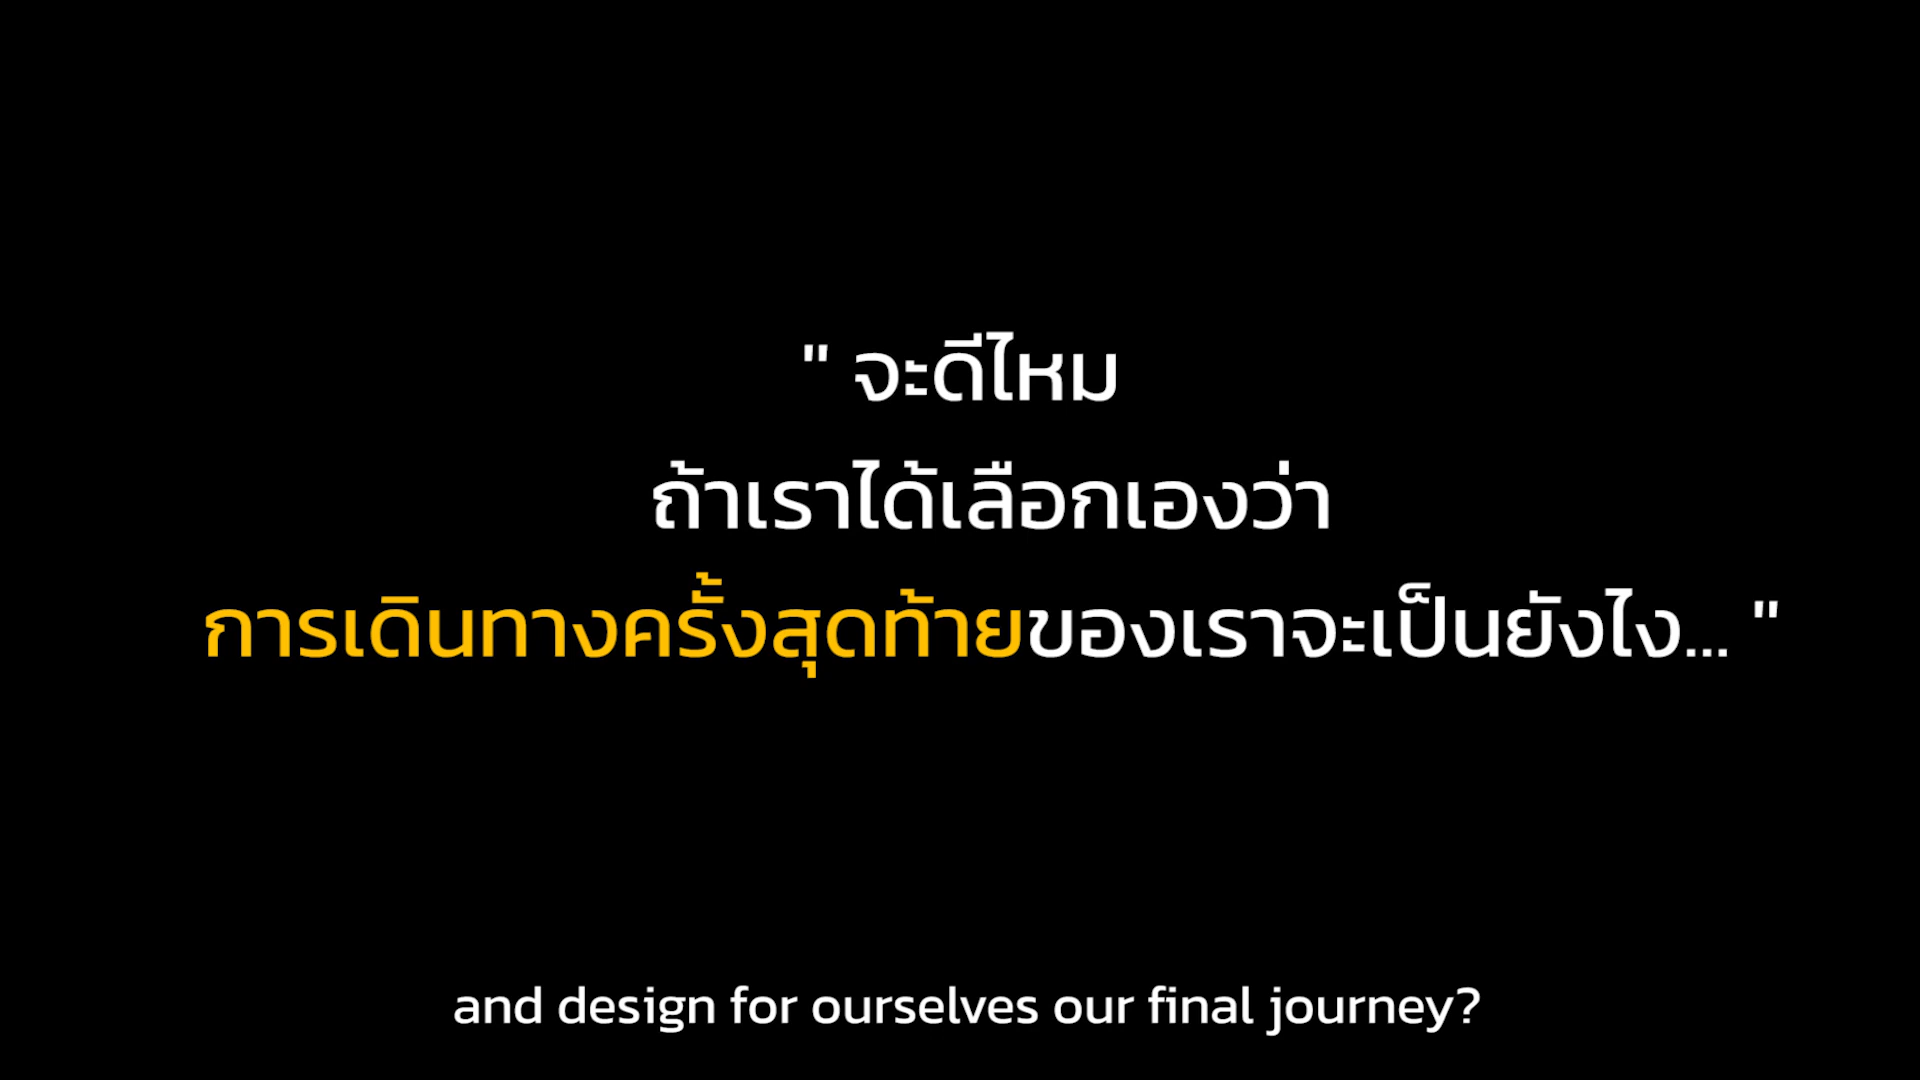 " จะดีไหม
ถ้าเราได้เลือกเองว่า
การเดินทางครั้งสุดท้ายของเราจะเป็นยังไง... "
and design for ourselves our final journey?